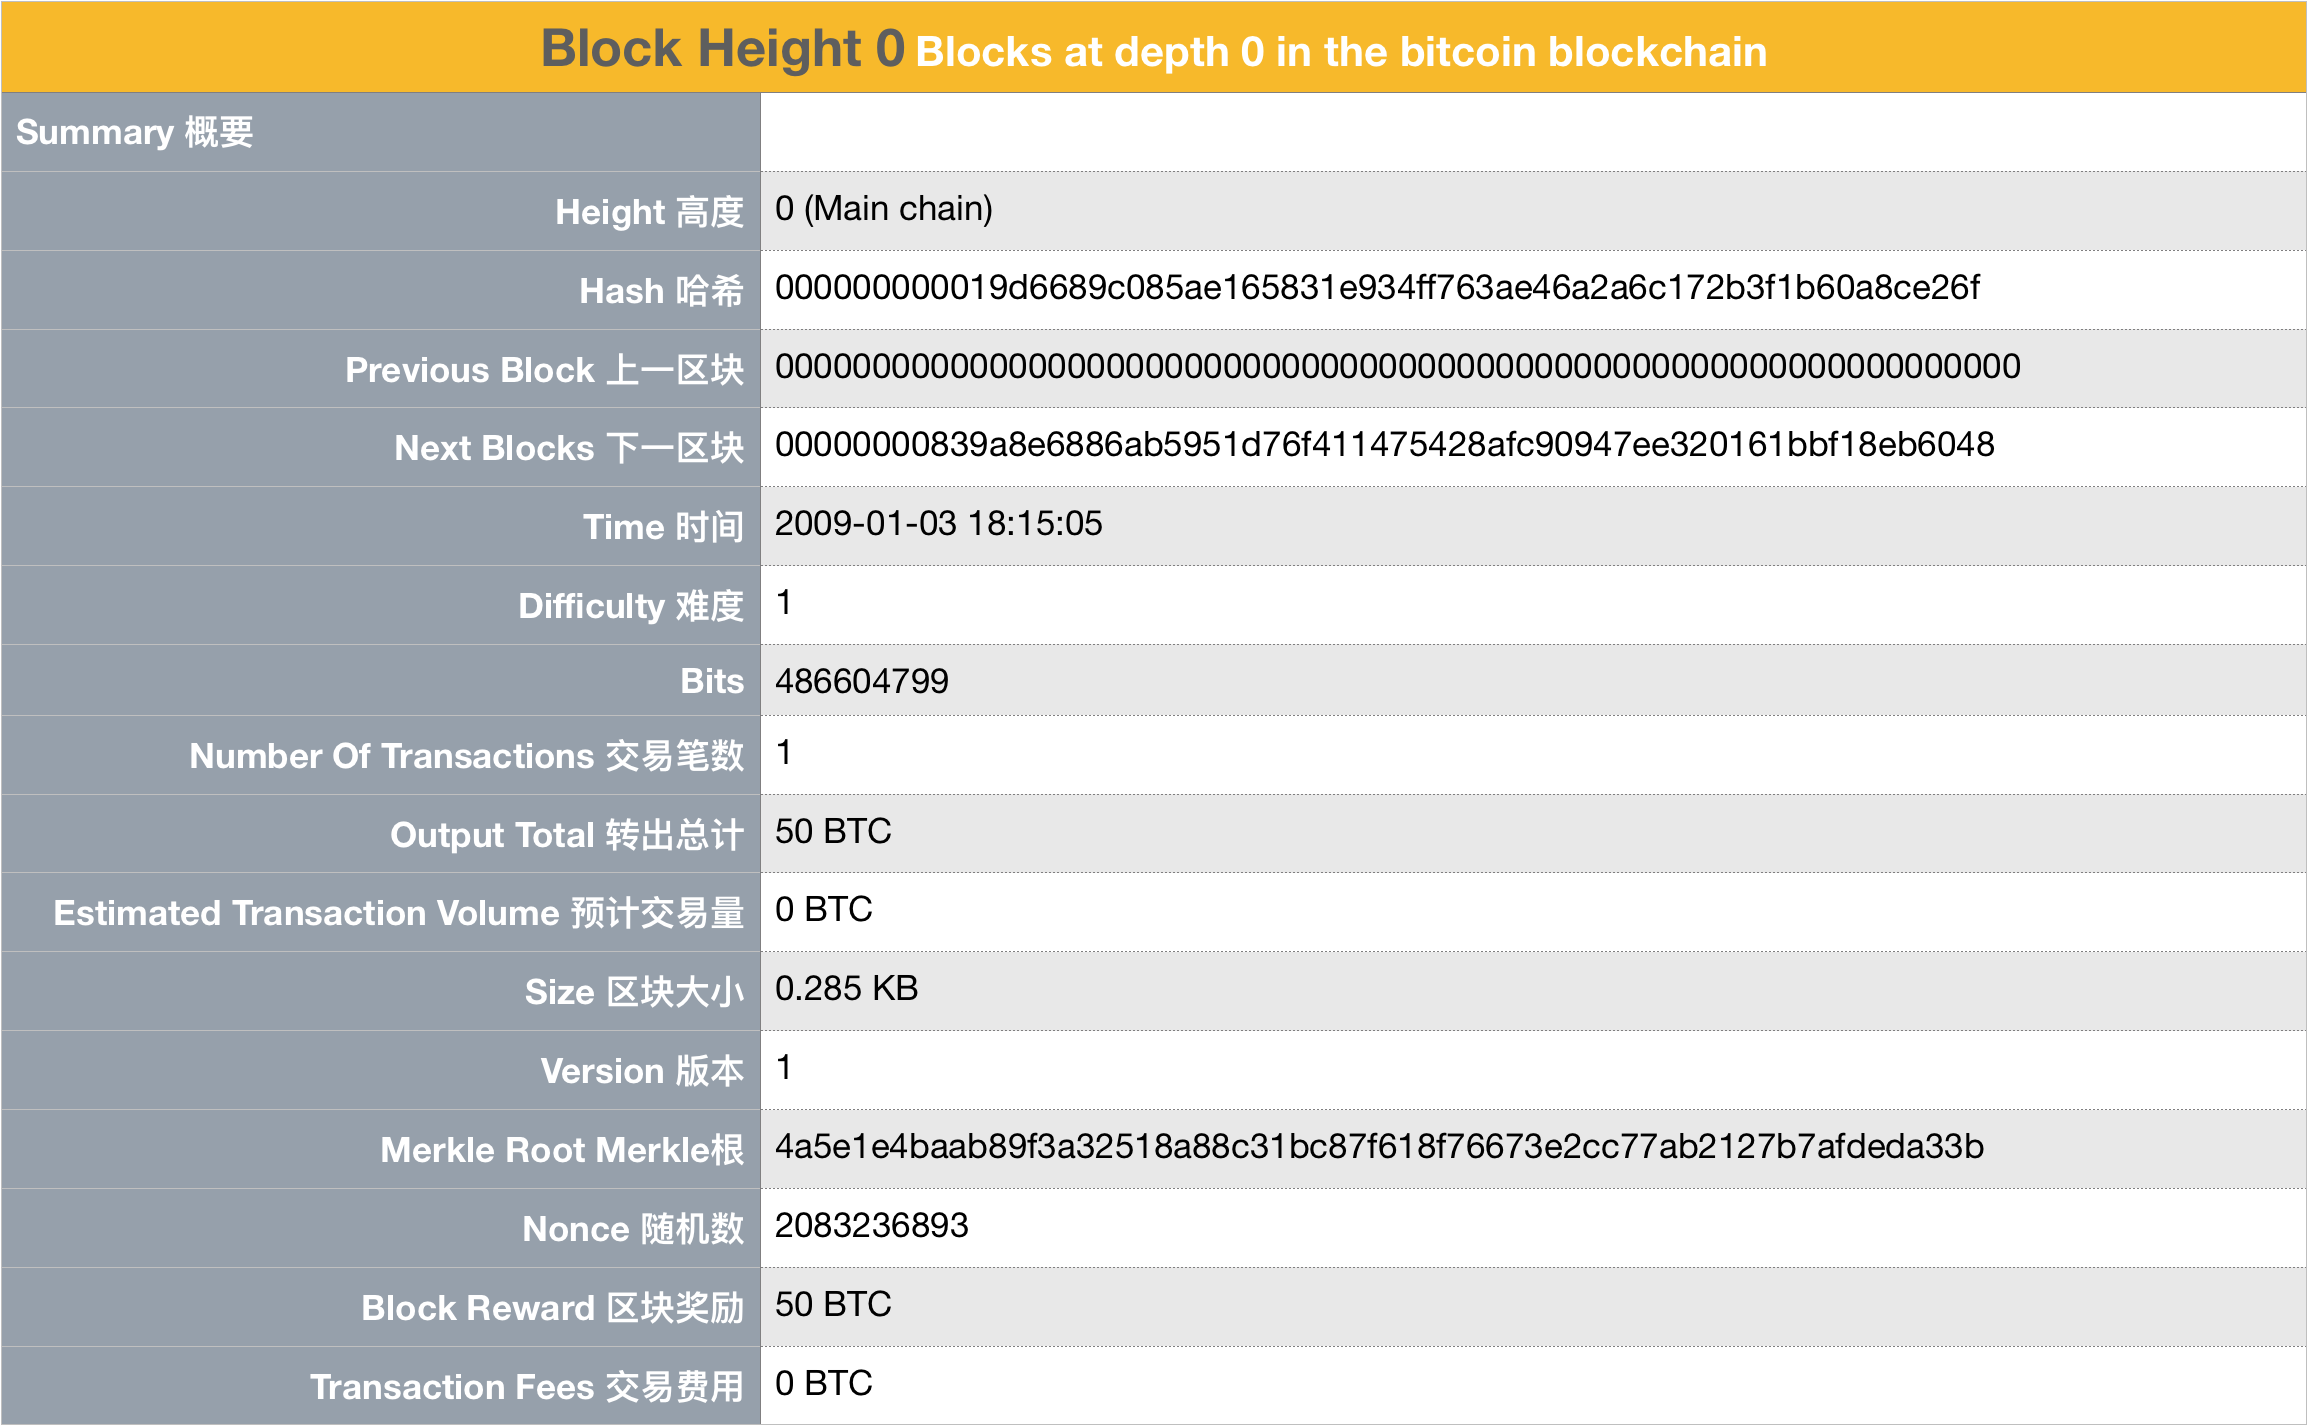 Block Height 0 Blocks at depth 0 in the bitcoin blockchain
Summary 概要
Height 高度 0 (Main chain)
Hash 哈希 000000000019d6689c085ae165831e934ff763ae46a2a6c172b3f1b60a8ce26f
Previous Block 上一区块 0000000000000000000000000000000000000000000000000000000000000000
Next Blocks 下一区块 00000000839a8e6886ab5951d76f411475428afc90947ee320161bbf18eb6048
Time 时间 2009-01-03 18:15:05
Difficulty 难度 1
Bits 486604799
Number Of Transactions 交易笔数 1
Output Total 转出总计 50 BTC
Estimated Transaction Volume 预计交易量 0 BTC
Size 区块大小 0.285 KB
Version 版本 1
Merkle Root Merkle根 4a5e1e4baab89f3a32518a88c31bc87f618f76673e2cc77ab2127b7afdeda33b
Nonce 随机数 2083236893
Block Reward 区块奖励 50 BTC
Transaction Fees 交易费用 0 BTC